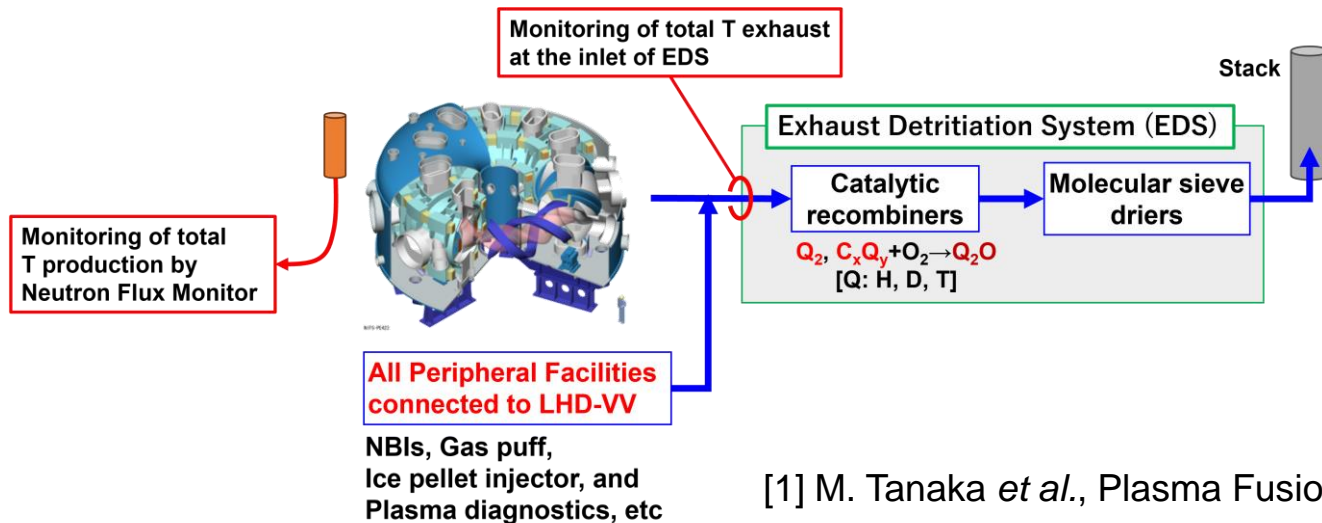 Monitoring of total T exhaust
at the inlet of EDS
Stack
Exhaust Detritiation System (EDS)
Catalytic
recombiners
Molecular sieve
driers
Q₂, CₓQᵧ+O₂→Q₂O
[Q: H, D, T]
Monitoring of total
T production by
Neutron Flux Monitor
All Peripheral Facilities
connected to LHD-VV
NBIs, Gas puff,
Ice pellet injector, and
Plasma diagnostics, etc
[1] M. Tanaka et al., Plasma Fusio